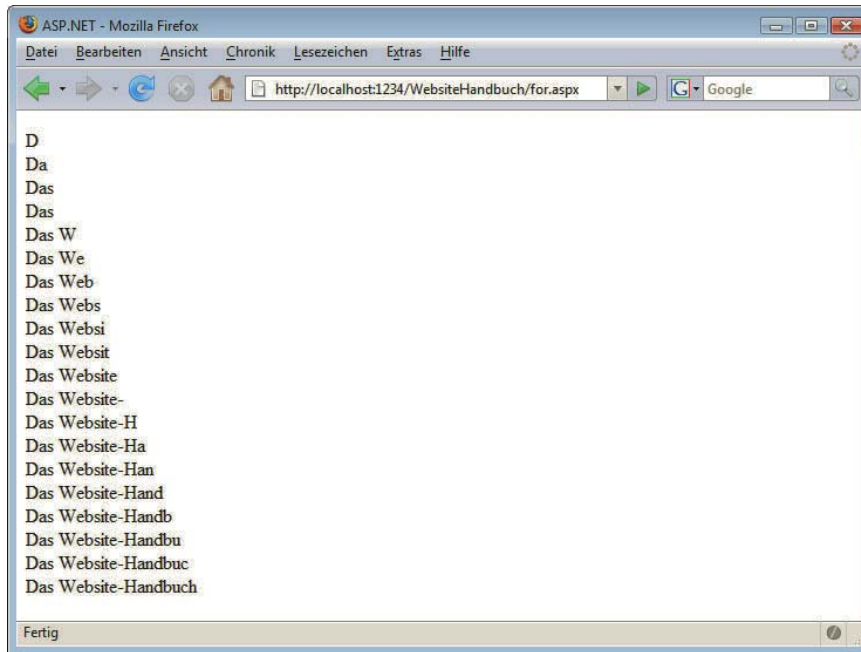 ASP.NET - Mozilla Firefox
Datei Bearbeiten Ansicht Chronik Lesezeichen Extras Hilfe
http://localhost:1234/WebsiteHandbuch/for.aspx G Google
D
Da
Das
Das
Das W
Das We
Das Web
Das Webs
Das Websi
Das Websit
Das Website
Das Website-
Das Website-H
Das Website-Ha
Das Website-Han
Das Website-Hand
Das Website-Handb
Das Website-Handbu
Das Website-Handbuc
Das Website-Handbuch
Fertig